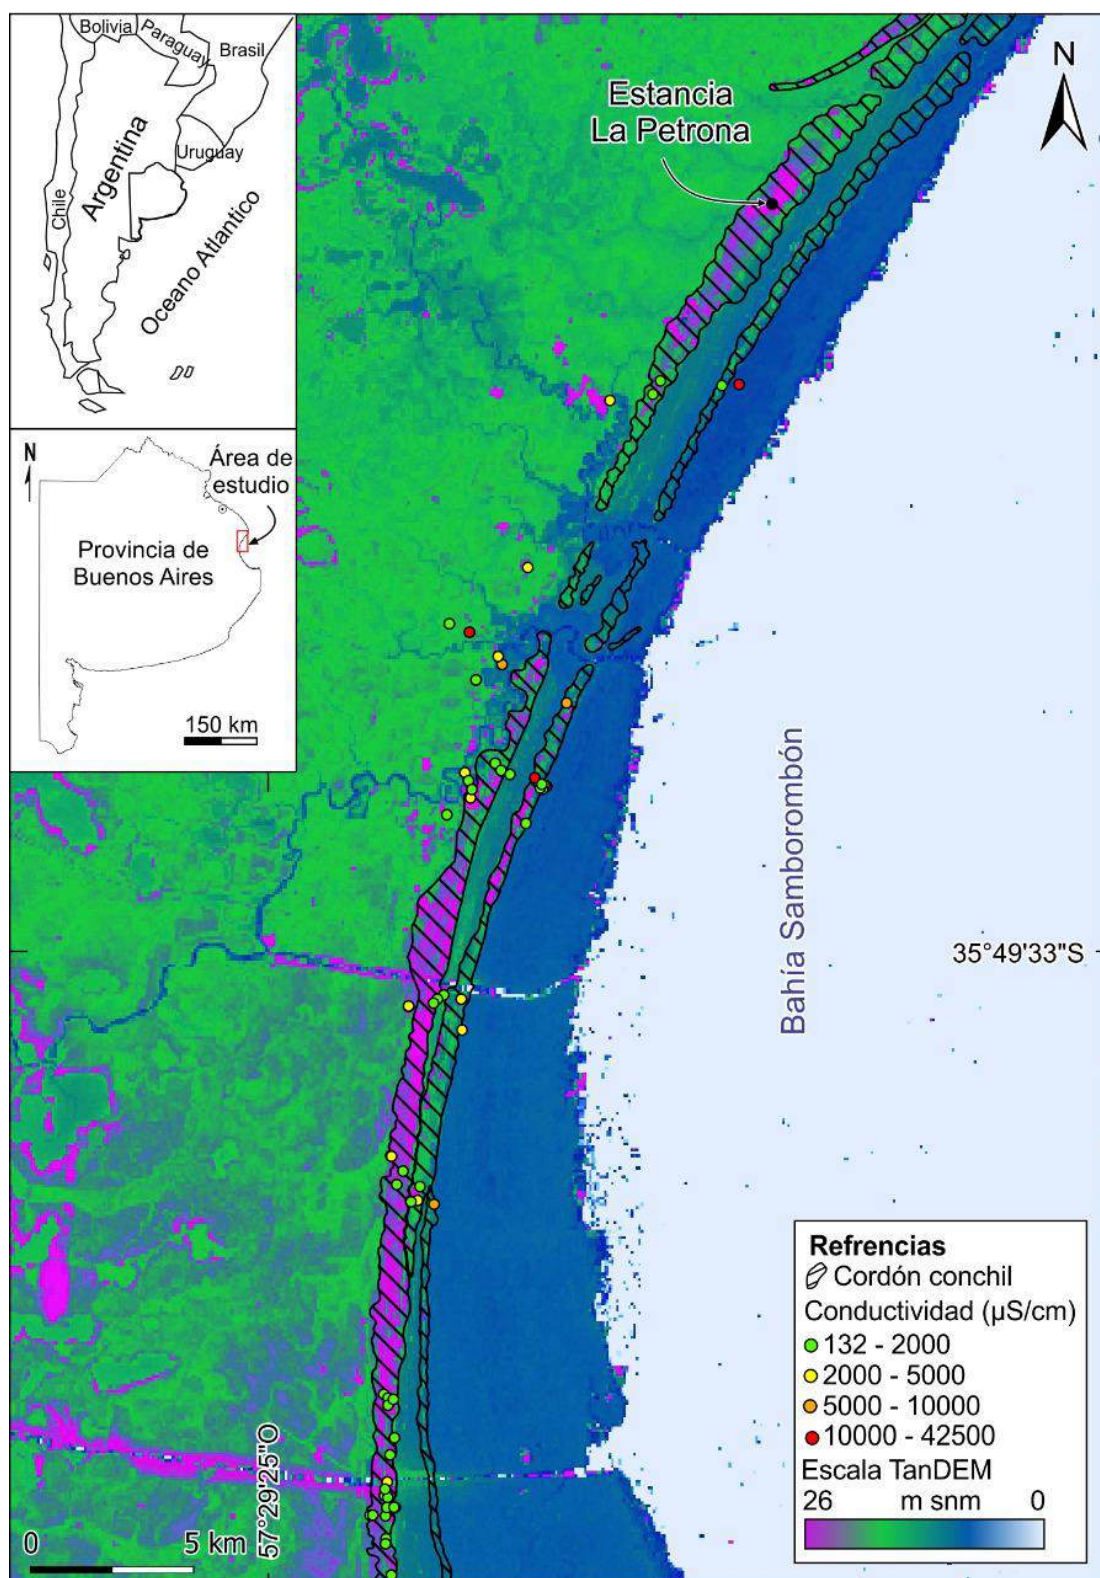 Bolivia
Paraguay
Brasil
Uruguay
Argentina
Chile
Oceano Atlantico
N
Área de
estudio
Provincia de
Buenos Aires
150 km
Estancia
La Petrona
N
Bahía Samborombón
35°49'33"S
57°29'25"O
0 5 km
Refrencias
Cordón conchil
Conductividad (µS/cm)
132 - 2000
2000 - 5000
5000 - 10000
10000 - 42500
Escala TanDEM
26 m snm 0